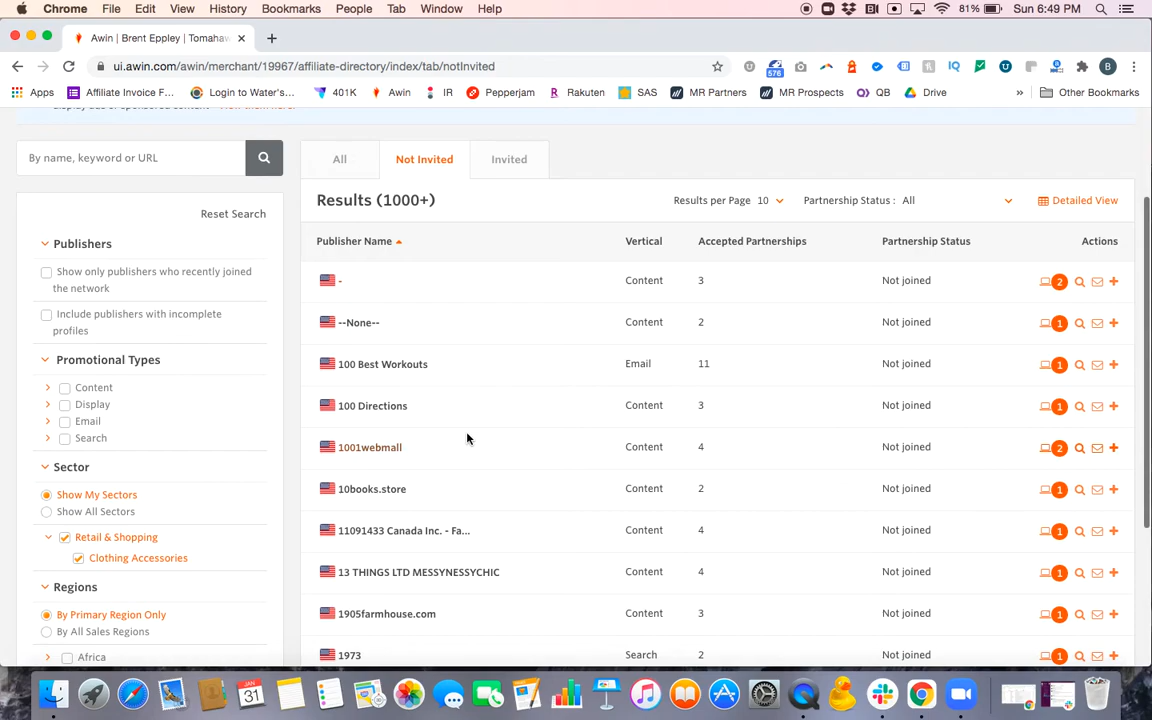 Chrome File Edit View History Bookmarks People Tab Window Help 81% Sun 6:49 PM
Awin | Brent Eppley | Tomahaw
ui.awin.com/awin/merchant/19967/affiliate-directory/index/tab/notInvited 576 B
Apps Affiliate Invoice F... Login to Water's... 401K Awin IR Pepperjam Rakuten SAS MR Partners MR Prospects QB Drive » Other Bookmarks
By name, keyword or URL
All Not Invited Invited
Results (1000+) Results per Page 10 Partnership Status : All Detailed View
Reset Search
Publisher Name Vertical Accepted Partnerships Partnership Status Actions
Publishers
Show only publishers who recently joined
the network
Include publishers with incomplete
profiles
Promotional Types
Content
Display
Email
Search
Sector
Show My Sectors
Show All Sectors
Retail & Shopping
Clothing Accessories
Regions
By Primary Region Only
By All Sales Regions
Africa
- Content 3 Not joined 2
--None-- Content 2 Not joined 1
100 Best Workouts Email 11 Not joined 1
100 Directions Content 3 Not joined 1
1001webmall Content 4 Not joined 2
10books.store Content 2 Not joined 1
11091433 Canada Inc. - Fa... Content 4 Not joined 1
13 THINGS LTD MESSYNESSYCHIC Content 4 Not joined 1
1905farmhouse.com Content 3 Not joined 1
1973 Search 2 Not joined 1
JAN
31